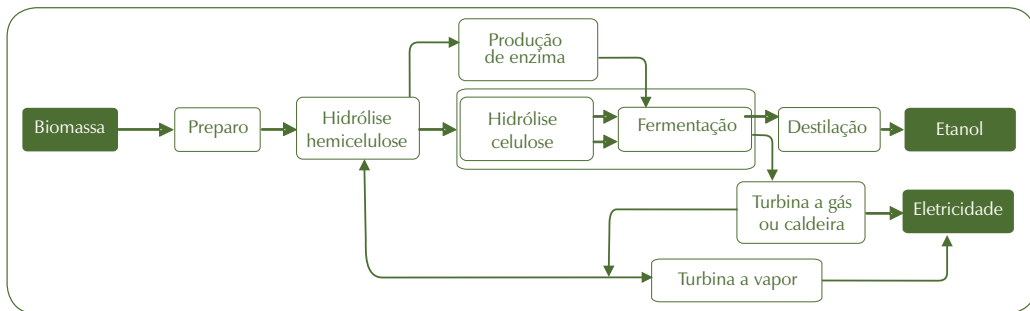 Produção
de enzima
Biomassa
Preparo
Hidrólise
hemicelulose
Hidrólise
celulose
Fermentação
Destilação
Etanol
Turbina a gás
ou caldeira
Eletricidade
Turbina a vapor